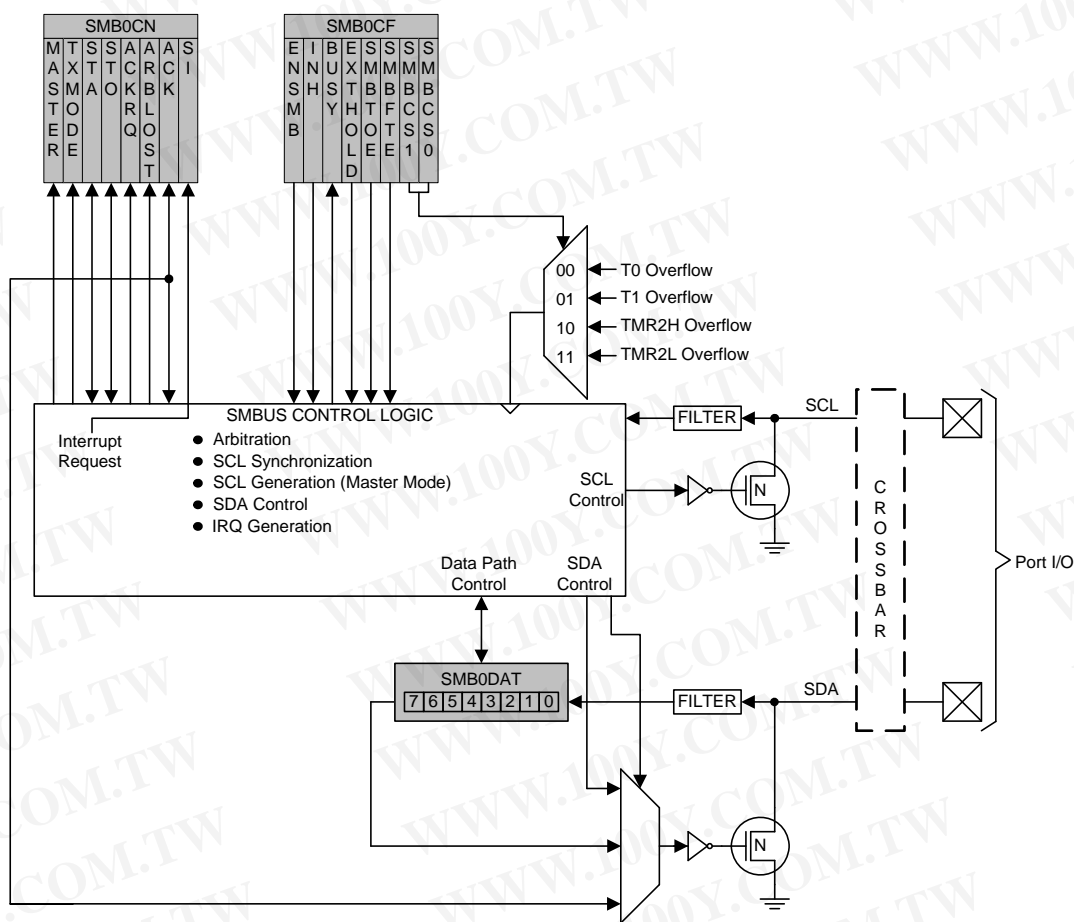 SMB0CN
MASTER
TXMODE
STA
STO
ACKRQ
ARBLOST
ACK
SI
SMB0CF
ENSMB
INH
BUSY
EXTHOLD
SMBTOE
SMBFTE
SMBCS1
SMBCS0
00
01
10
11
T0 Overflow
T1 Overflow
TMR2H Overflow
TMR2L Overflow
SMBUS CONTROL LOGIC
Interrupt
Request
● Arbitration
● SCL Synchronization
● SCL Generation (Master Mode)
● SDA Control
● IRQ Generation
SCL
Control
Data Path
Control
SDA
Control
FILTER
SCL
N
CROSSBAR
Port I/O
SMB0DAT
7 6 5 4 3 2 1 0
FILTER
SDA
N
WWW.100Y.COM.TW